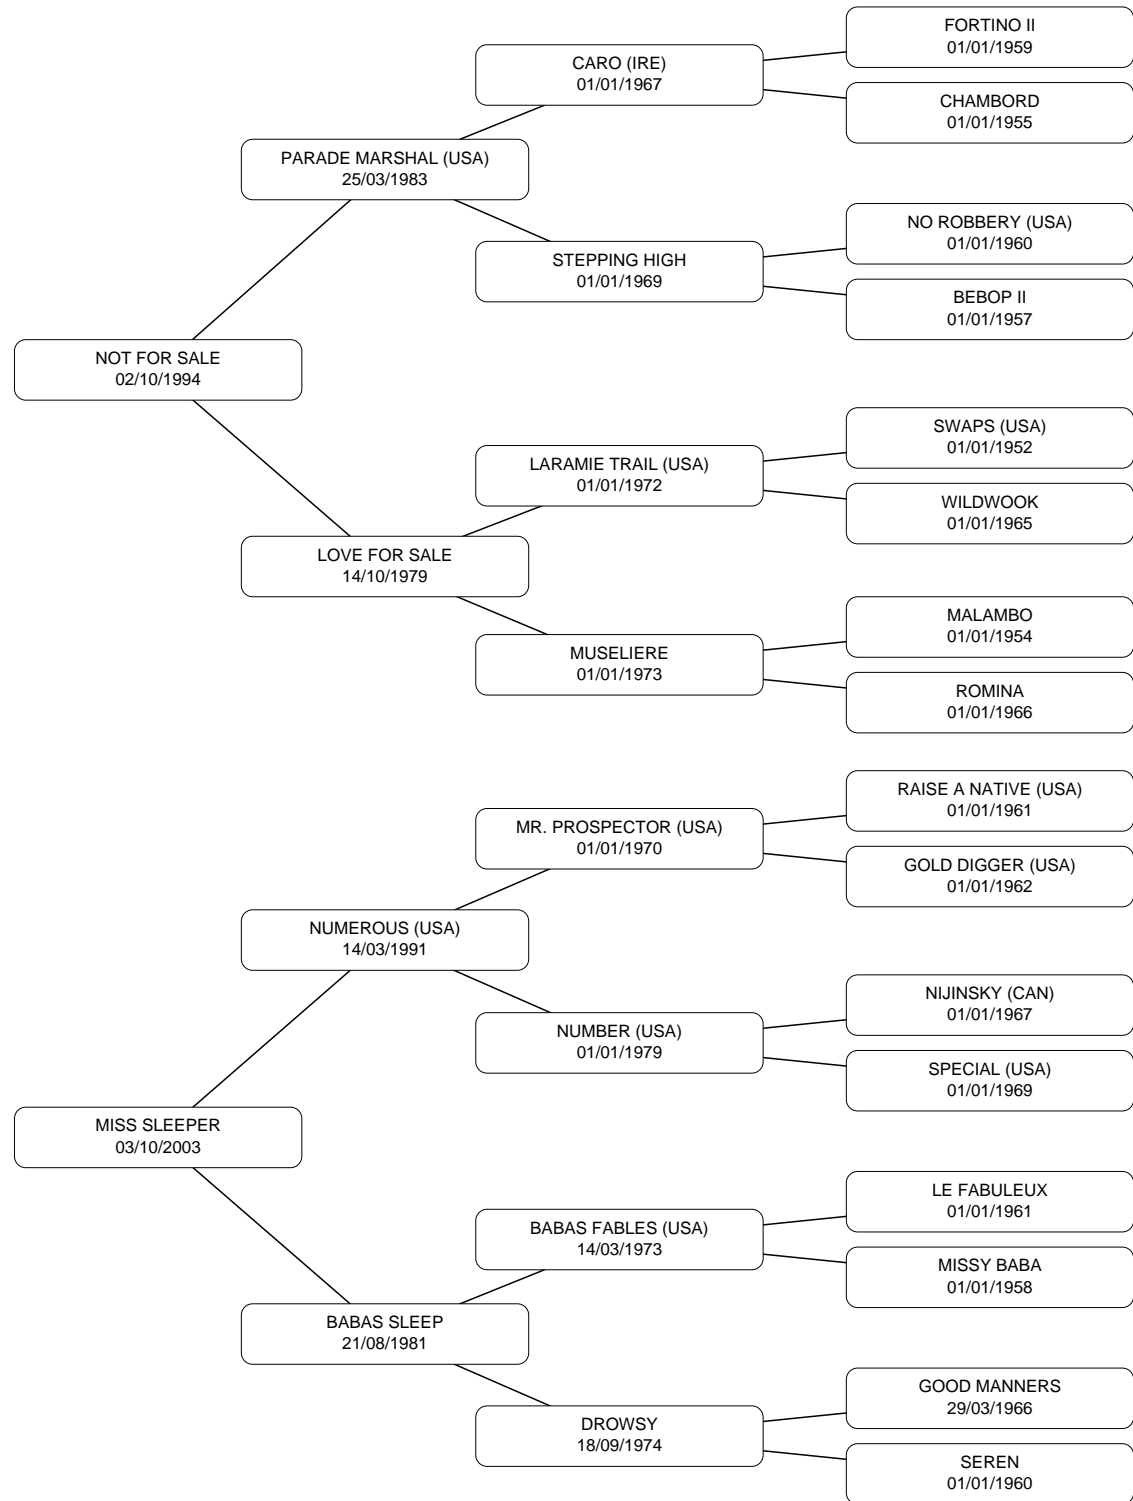 FORTINO II
01/01/1959
CARO (IRE)
01/01/1967
CHAMBORD
01/01/1955
PARADE MARSHAL (USA)
25/03/1983
NO ROBBERY (USA)
01/01/1960
STEPPING HIGH
01/01/1969
BEBOP II
01/01/1957
NOT FOR SALE
02/10/1994
SWAPS (USA)
01/01/1952
LARAMIE TRAIL (USA)
01/01/1972
WILDWOOK
01/01/1965
LOVE FOR SALE
14/10/1979
MALAMBO
01/01/1954
MUSELIERE
01/01/1973
ROMINA
01/01/1966
RAISE A NATIVE (USA)
01/01/1961
MR. PROSPECTOR (USA)
01/01/1970
GOLD DIGGER (USA)
01/01/1962
NUMEROUS (USA)
14/03/1991
NIJINSKY (CAN)
01/01/1967
NUMBER (USA)
01/01/1979
SPECIAL (USA)
01/01/1969
MISS SLEEPER
03/10/2003
LE FABULEUX
01/01/1961
BABAS FABLES (USA)
14/03/1973
MISSY BABA
01/01/1958
BABAS SLEEP
21/08/1981
GOOD MANNERS
29/03/1966
DROWSY
18/09/1974
SEREN
01/01/1960